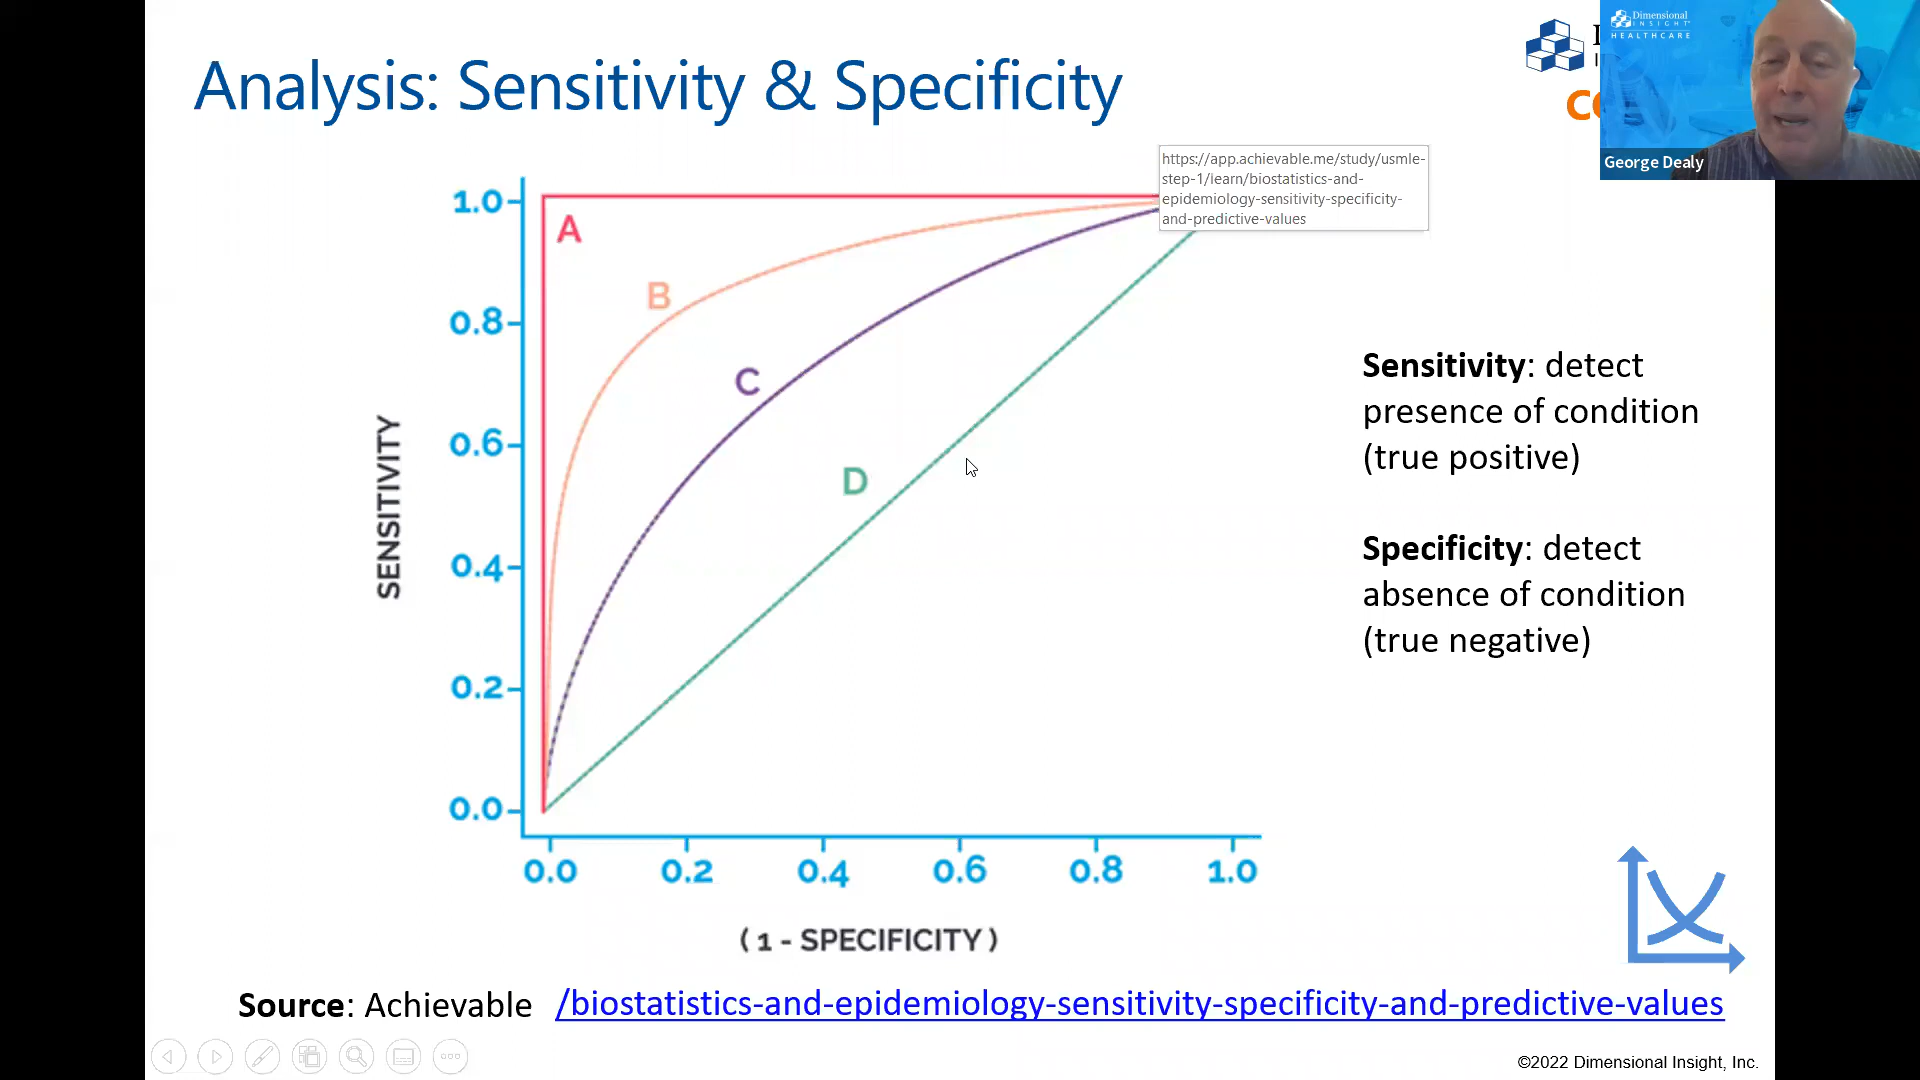 Analysis: Sensitivity & Specificity
Dimensional
INSIGHT
HEALTHCARE
George Dealy
https://app.achievable.me/study/usmle-
step-1/learn/biostatistics-and-
epidemiology-sensitivity-specificity-
and-predictive-values
1.0
0.8
0.6
0.4
0.2
0.0
SENSITIVITY
A
B
C
D
0.0 0.2 0.4 0.6 0.8 1.0
( 1 - SPECIFICITY )
Sensitivity: detect
presence of condition
(true positive)
Specificity: detect
absence of condition
(true negative)
Source: Achievable /biostatistics-and-epidemiology-sensitivity-specificity-and-predictive-values
©2022 Dimensional Insight, Inc.